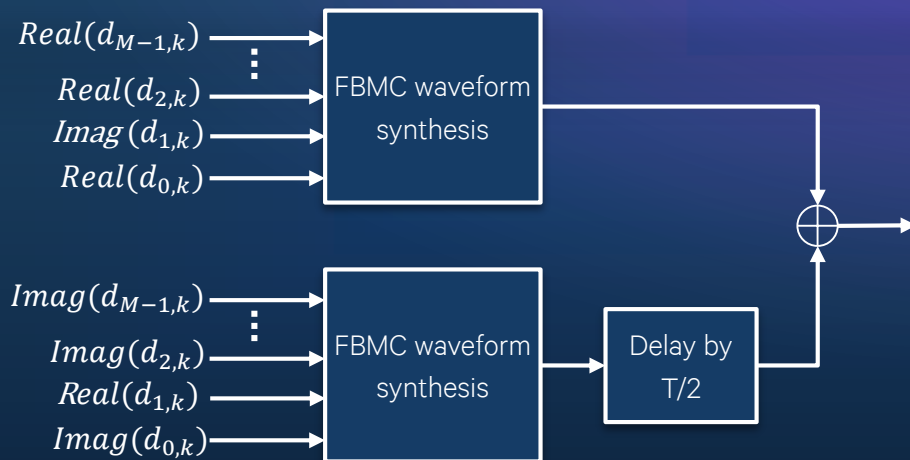 Real(d_{M−1,k})
⋮
Real(d_{2,k})
Imag(d_{1,k})
Real(d_{0,k})
FBMC waveform
synthesis
Imag(d_{M−1,k})
⋮
Imag(d_{2,k})
Real(d_{1,k})
Imag(d_{0,k})
FBMC waveform
synthesis
Delay by
T/2